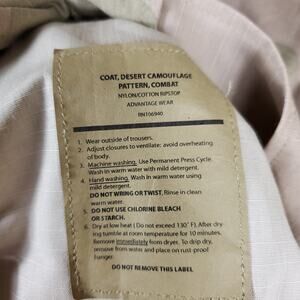 COAT, DESERT CAMOUFLAGE
PATTERN, COMBAT
NYLON/COTTON RIPSTOP
ADVANTAGE WEAR
RN106940
1. Wear outside of trousers.
2. Adjust closures to ventilate: avoid overheating
of body.
3. Machine washing, Use Permanent Press Cycle.
Wash in warm water with mild detergent.
4. Hand washing, Wash in warm water using
mild detergent.
DO NOT WRING OR TWIST, Rinse in clean
warm water.
5. DO NOT USE CHLORINE BLEACH
OR STARCH.
6. Dry at low heat ( Do not exceed 130˚ F). After dry
ing tumble at room temperature for 10 minutes.
Remove immediately from dryer. To drip dry,
remove from water and place on rust-proof
hanger.
DO NOT REMOVE THIS LABEL